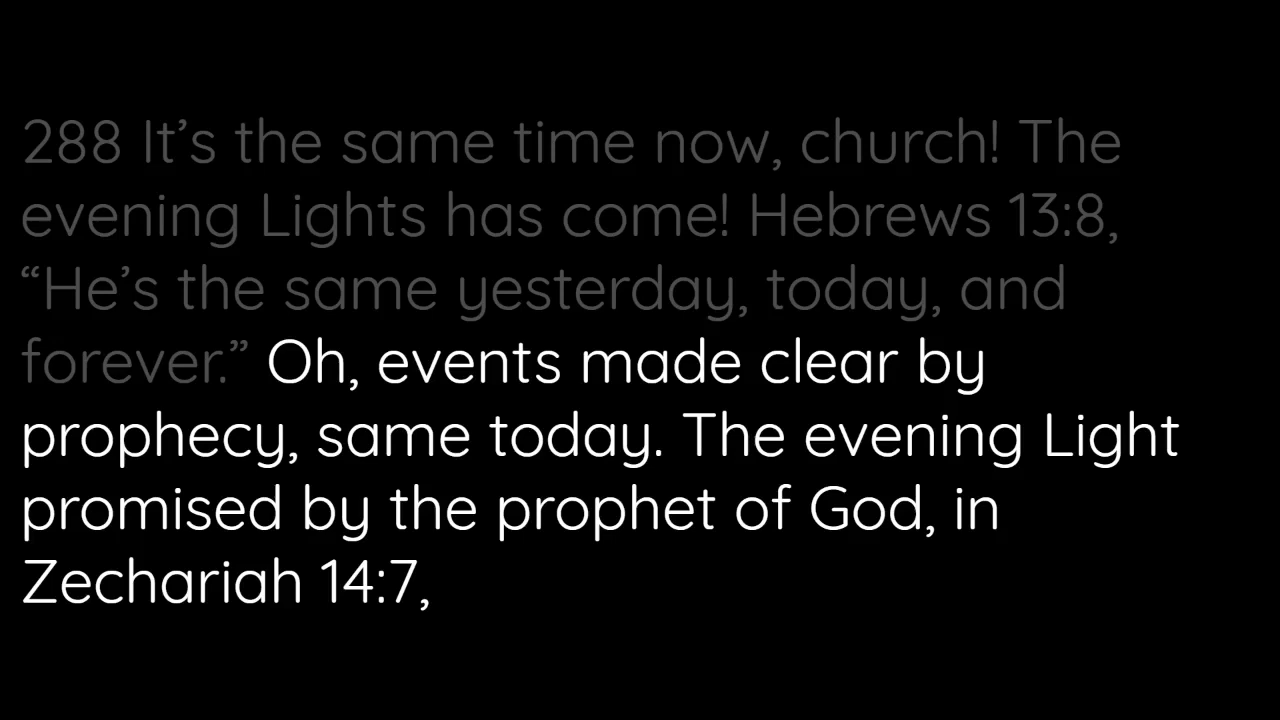 288 It’s the same time now, church! The
evening Lights has come! Hebrews 13:8,
“He’s the same yesterday, today, and
forever.” Oh, events made clear by
prophecy, same today. The evening Light
promised by the prophet of God, in
Zechariah 14:7,